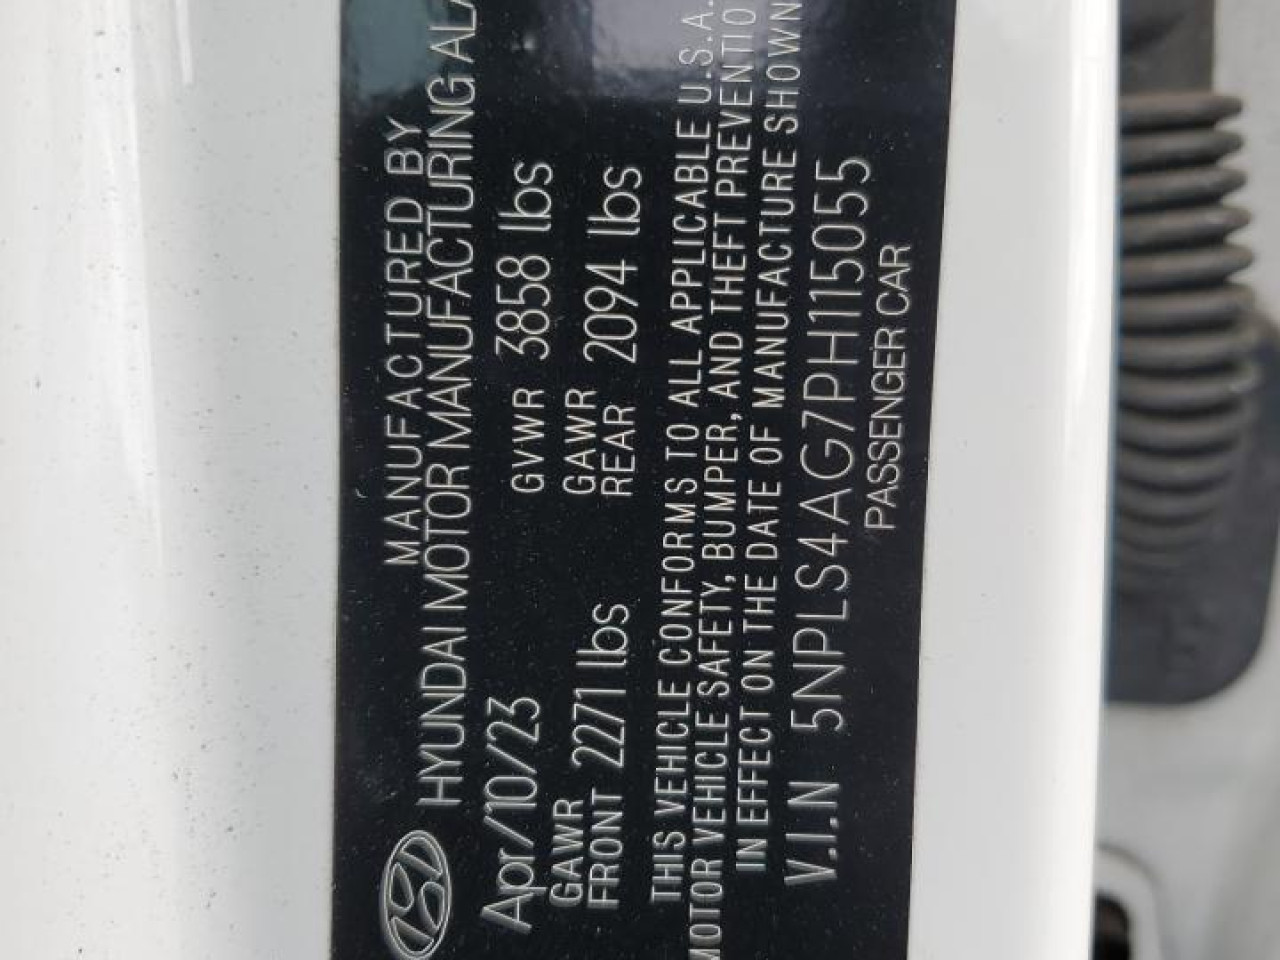 MANUFACTURED BY
HYUNDAI MOTOR MANUFACTURING
Apr/10/23 GVWR 3858 lbs
GAWR FRONT 2271 lbs GAWR REAR 2094 lbs
THIS VEHICLE CONFORMS TO ALL APPLICABLE U.S.A.
MOTOR VEHICLE SAFETY, BUMPER, AND THEFT
IN EFFECT ON THE DATE OF MANUFACTURE SHOWN
V.I.N 5NPLS4AG7PH115055
PASSENGER CAR